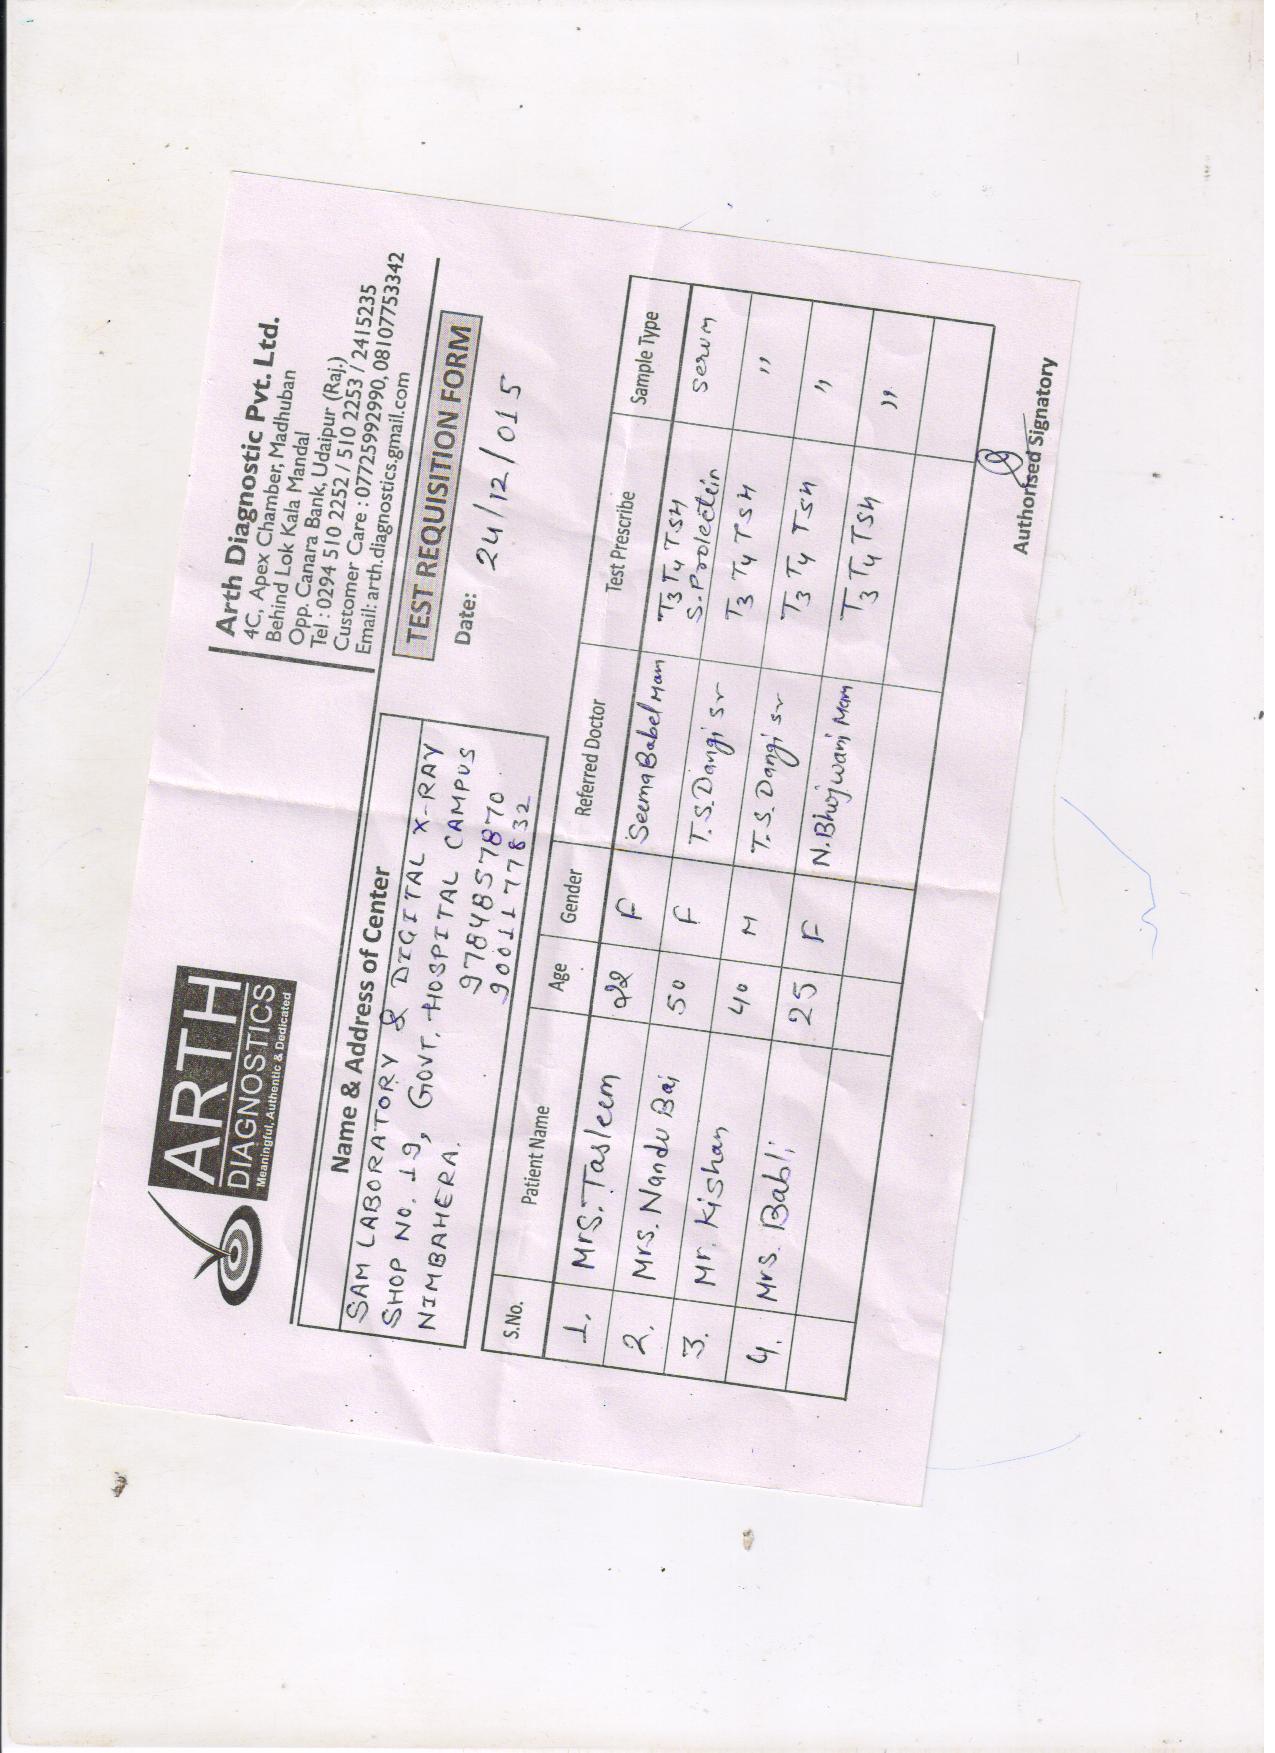 ARTH
DIAGNOSTICS
Meaningful, Authentic & Dedicated
Arth Diagnostic Pvt. Ltd.
4C, Apex Chamber, Madhuban
Behind Lok Kala Mandal
Opp. Canara Bank, Udaipur (Raj.)
Tel : 0294 510 2252 / 510 2253 / 2415235
Customer Care : 07725992990, 08107753342
Email: arth.diagnostics.gmail.com
Name & Address of Center
SAM LABORATORY & DIGITAL X-RAY
SHOP NO. 19, GOVT. HOSPITAL CAMPUS
NIMBAHERA. 9784857870
9001177832
TEST REQUISITION FORM
Date: 24/12/015
S.No. Patient Name Age Gender Referred Doctor Test Prescribe Sample Type
1. Mrs. Tasleem 22 F Seema Babel Mam T3 T4 TSH serum
S. Prolectin
2. Mrs. Nandu Bai 50 F T.S. Dangi sr T3 T4 TSH "
3. Mr. Kishan 40 M T.S. Dangi sr T3 T4 TSH "
4. Mrs. Babli 25 F N. Bhojwani Mam T3 T4 TSH "
Authorised Signatory